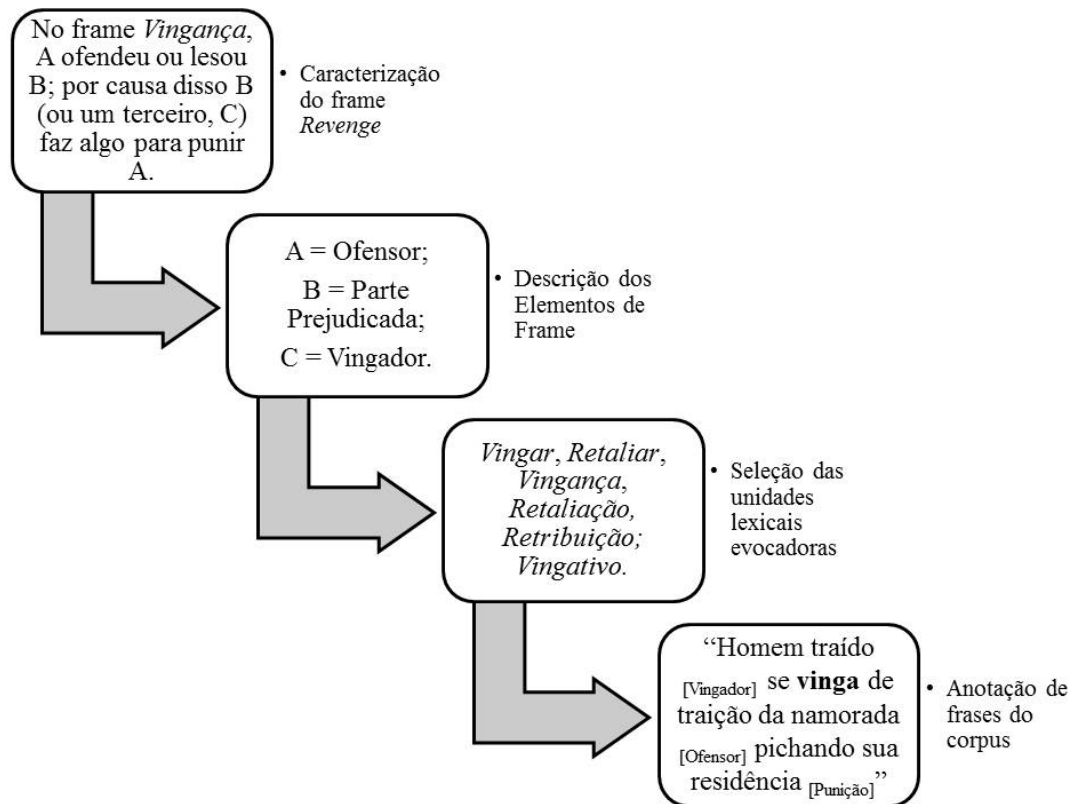 No frame Vingança,
A ofendeu ou lesou
B; por causa disso B
(ou um terceiro, C)
faz algo para punir
A.
• Caracterização
do frame
Revenge
A = Ofensor;
B = Parte
Prejudicada;
C = Vingador.
• Descrição dos
Elementos de
Frame
Vingar, Retaliar,
Vingança,
Retaliação,
Retribuição;
Vingativo.
• Seleção das
unidades
lexicais
evocadoras
“Homem traído
[Vingador] se vinga de
traição da namorada
[Ofensor] pichando sua
residência [Punição]”
• Anotação de
frases do
corpus